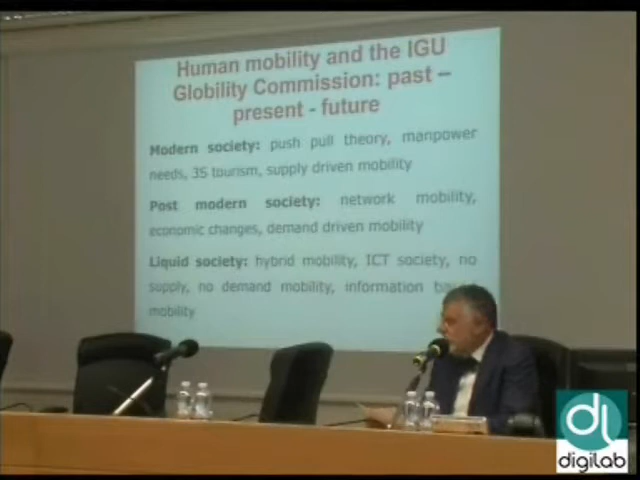 Human mobility and the IGU
Globility Commission: past –
present - future
Modern society: push pull theory, manpower
needs, 3S tourism, supply driven mobility
Post modern society: network mobility,
economic changes, demand driven mobility
Liquid society: hybrid mobility, ICT society, no
supply, no demand mobility, information
mobility
dl
digilab